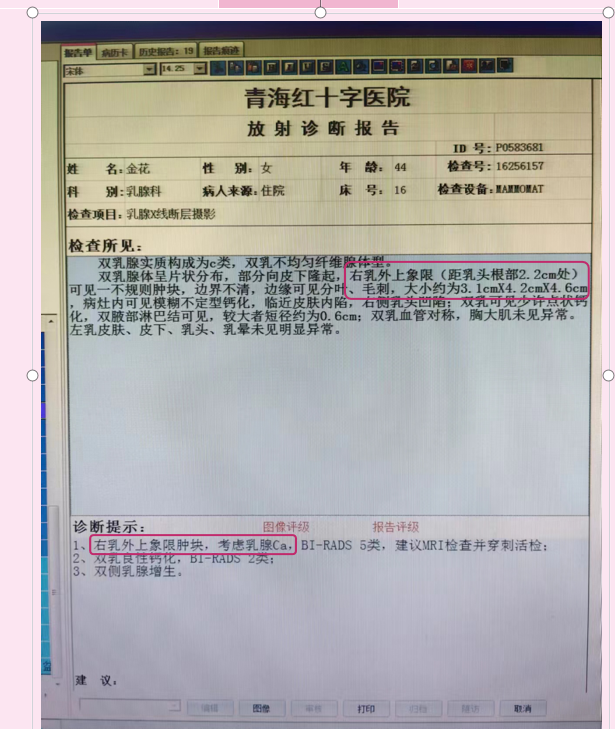 报告单 病历卡 历史报告：19 报告痕迹
宋体 14.25
青海红十字医院
放射诊断报告
ID 号：P0583681
姓 名：金花 性 别：女 年 龄：44 检查号：16256157
科 别：乳腺科 病人来源：住院 床 号：16 检查设备：MAMMOMAT
检查项目：乳腺X线断层摄影
检查所见：
双乳腺实质构成为c类，双乳不均匀纤维腺体型。
双乳腺体呈片状分布，部分向皮下隆起，右乳外上象限（距乳头根部2.2cm处）
可见一不规则肿块，边界不清，边缘可见分叶、毛刺，大小约为3.1cmX4.2cmX4.6cm
，病灶内可见模糊不定型钙化，临近皮肤内陷，右侧乳头凹陷；双乳可见少许点状钙
化，双腋部淋巴结可见，较大者短径约为0.6cm；双乳血管对称，胸大肌未见异常。
左乳皮肤、皮下、乳头、乳晕未见明显异常。
诊断提示： 图像评级 报告评级
1、右乳外上象限肿块，考虑乳腺Ca，BI-RADS 5类，建议MRI检查并穿刺活检；
2、双乳良性钙化，BI-RADS 2类；
3、双侧乳腺增生。
建 议：
编辑 图像 审核 打印 归档 随访 取消